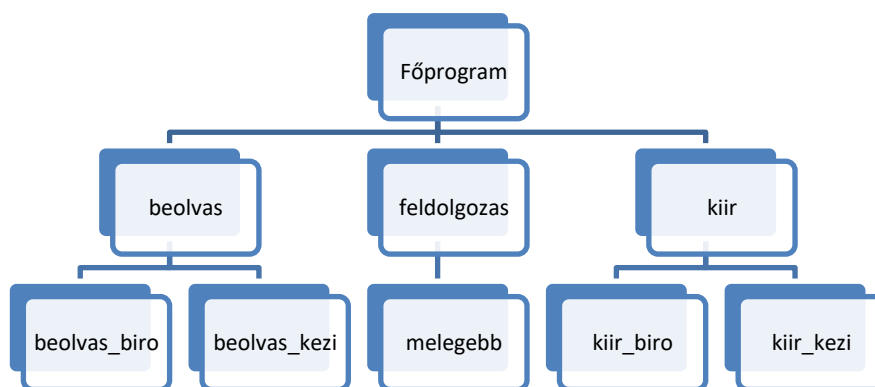 Főprogram
beolvas
feldolgozas
kiir
beolvas_biro
beolvas_kezi
melegebb
kiir_biro
kiir_kezi